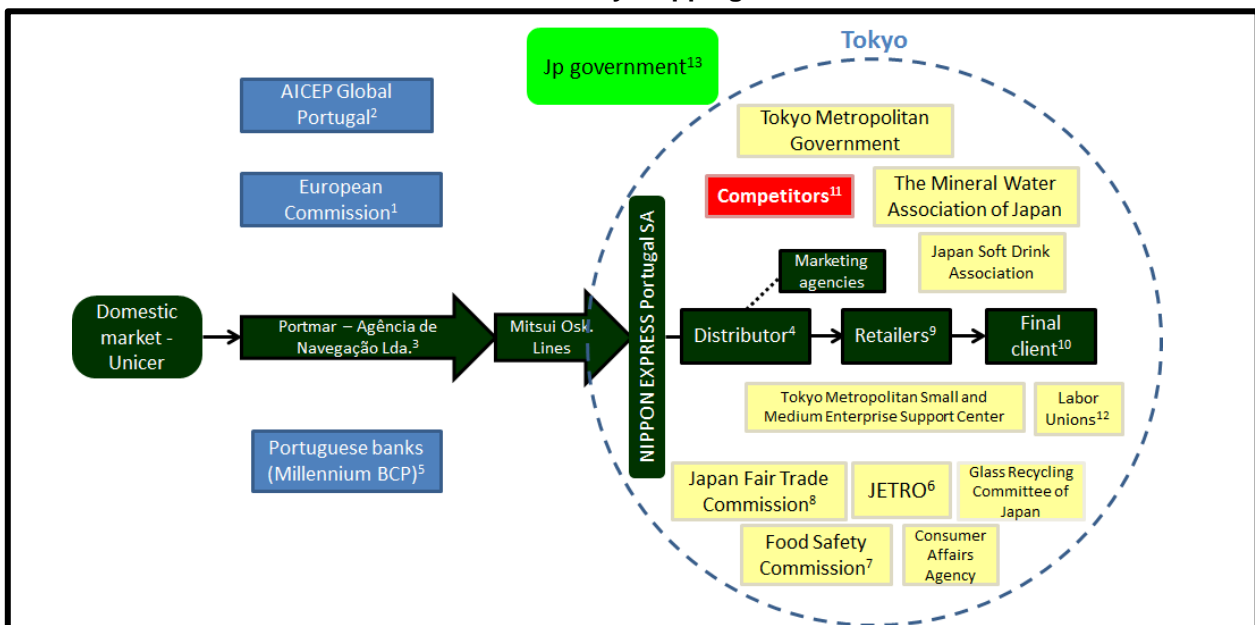 Jp government13
Tokyo
AICEP Global
Portugal2
Tokyo Metropolitan
Government
European
Commission1
Competitors11
The Mineral Water
Association of Japan
Japan Soft Drink
Association
Marketing
agencies
Domestic
market -
Unicer
Portmar – Agência de
Navegação Lda.3
Mitsui Osk.
Lines
NIPPON EXPRESS Portugal SA
Distributor4
Retailers9
Final
client10
Tokyo Metropolitan Small and
Medium Enterprise Support Center
Labor
Unions12
Portuguese banks
(Millennium BCP)5
Japan Fair Trade
Commission8
JETRO6
Glass Recycling
Committee of
Japan
Food Safety
Commission7
Consumer
Affairs
Agency